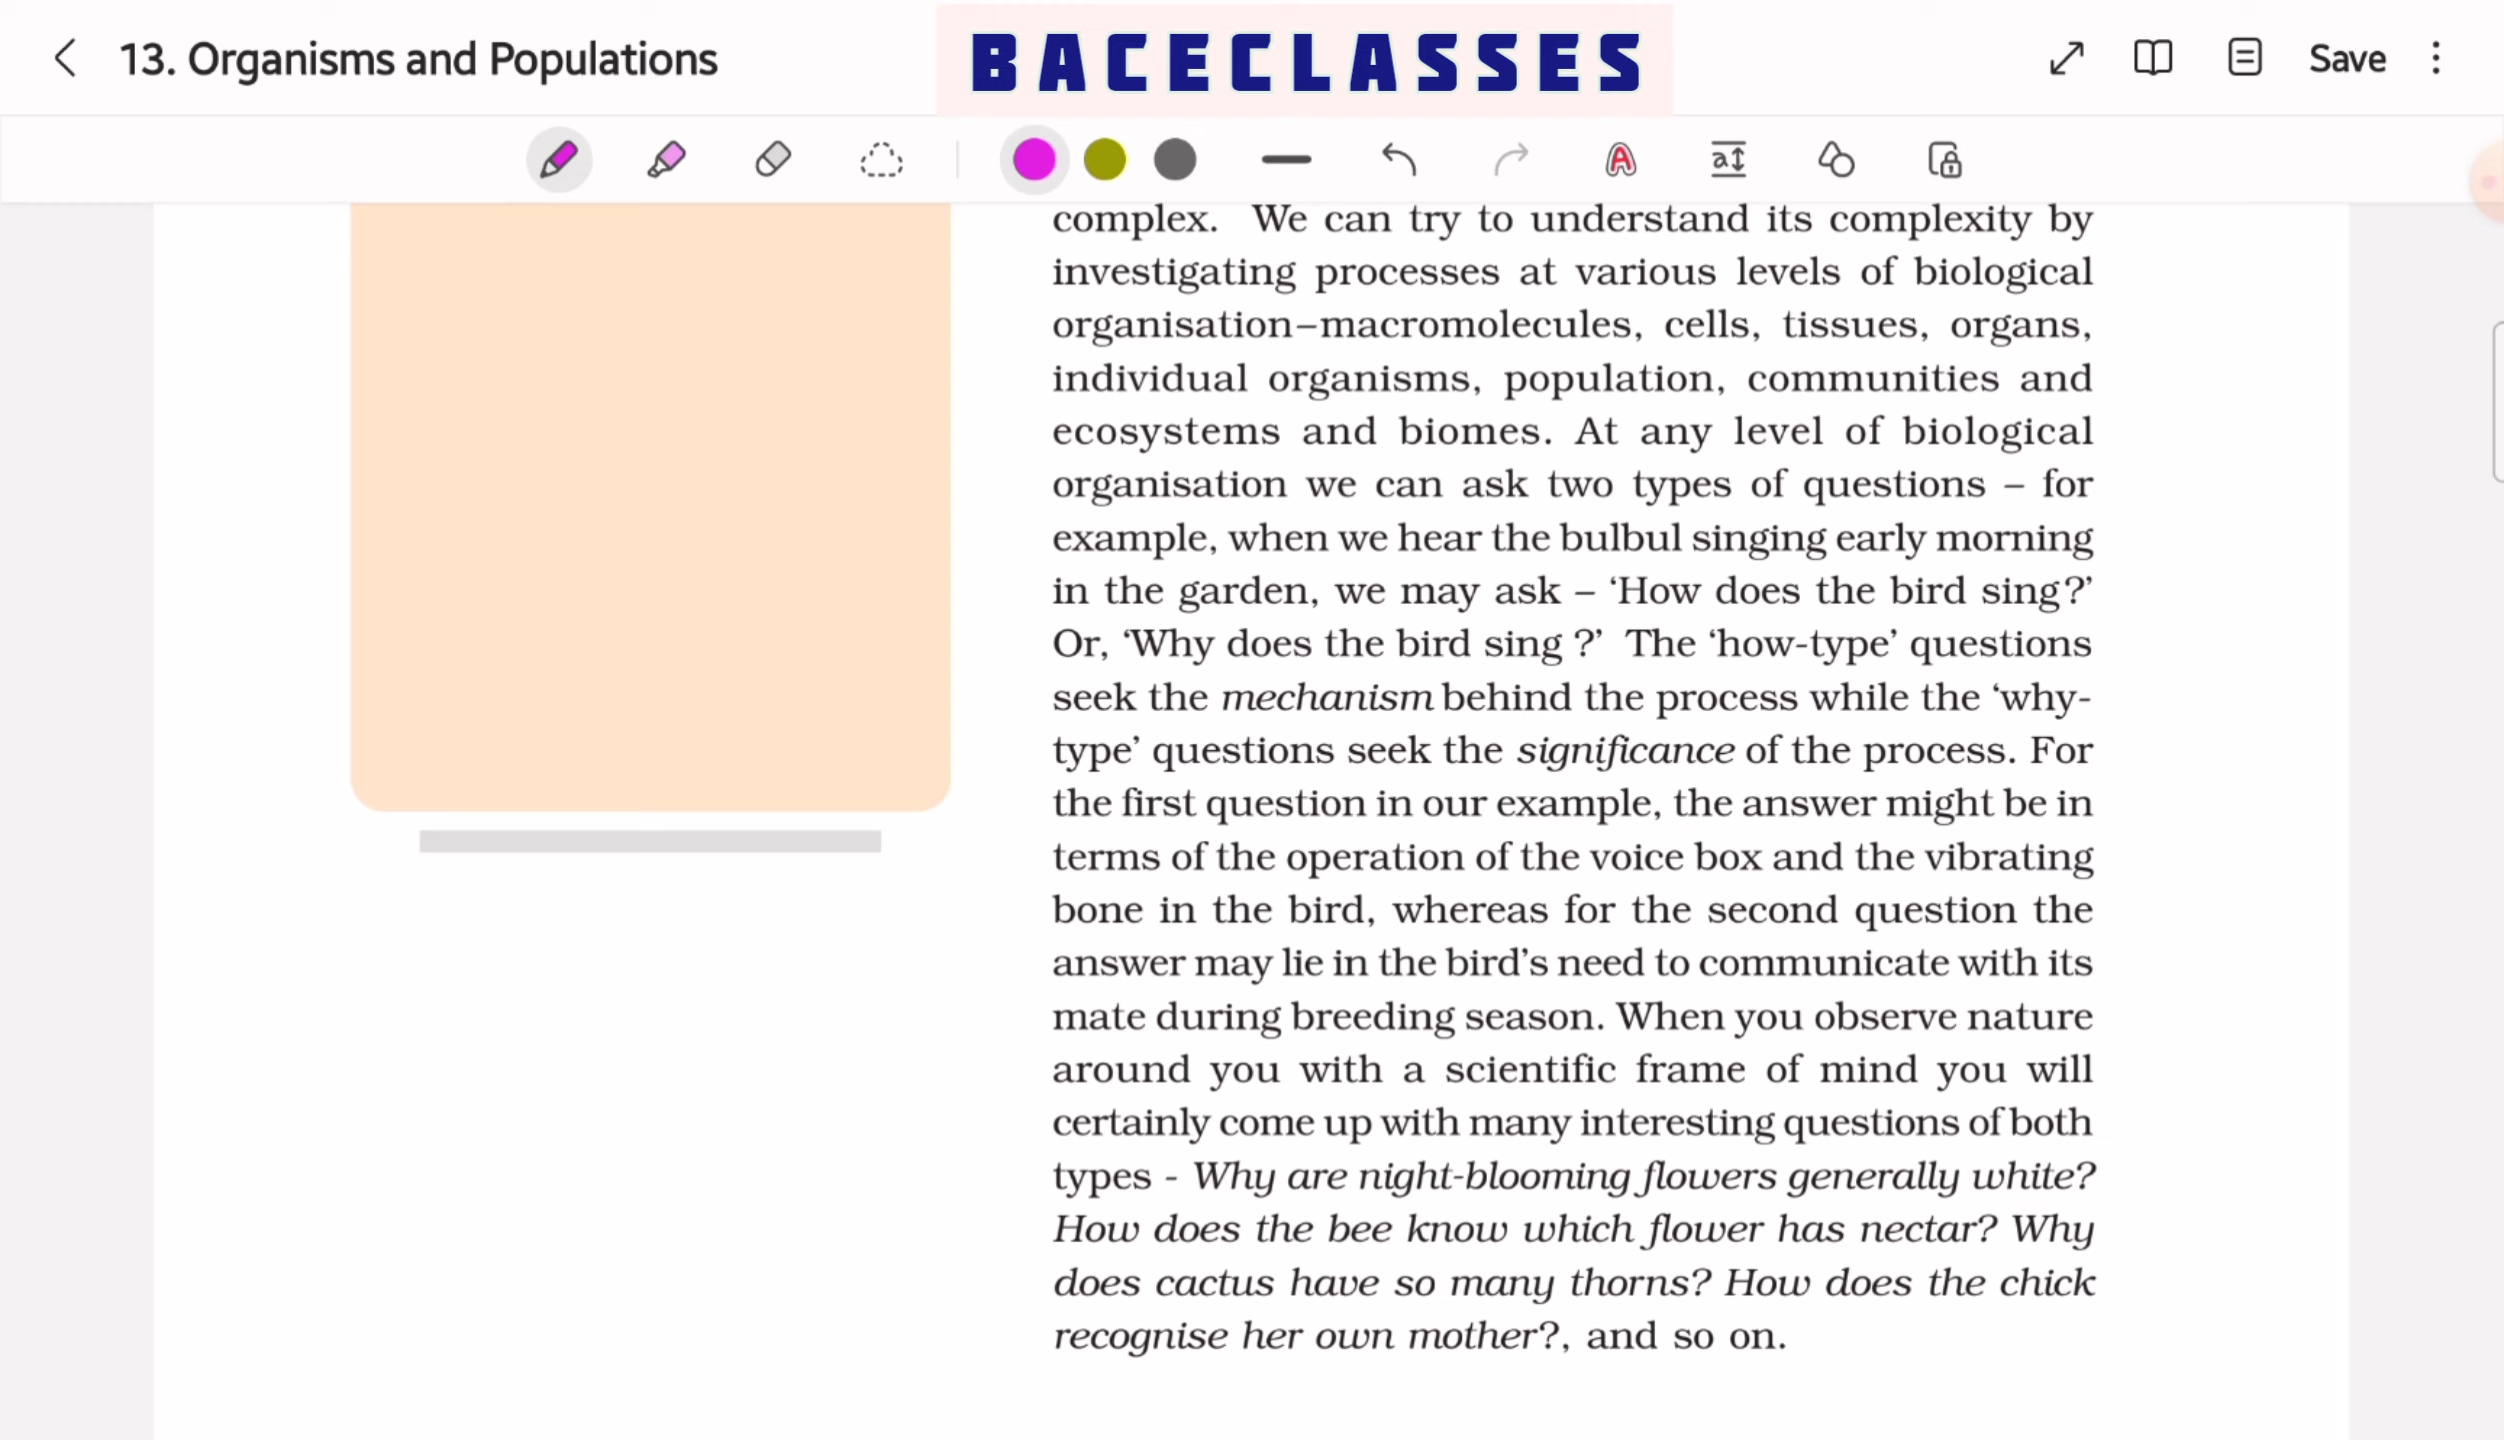 13. Organisms and Populations
BACECLASSES
Save
complex. We can try to understand its complexity by
investigating processes at various levels of biological
organisation–macromolecules, cells, tissues, organs,
individual organisms, population, communities and
ecosystems and biomes. At any level of biological
organisation we can ask two types of questions – for
example, when we hear the bulbul singing early morning
in the garden, we may ask – ‘How does the bird sing?’
Or, ‘Why does the bird sing ?’ The ‘how-type’ questions
seek the mechanism behind the process while the ‘why-
type’ questions seek the significance of the process. For
the first question in our example, the answer might be in
terms of the operation of the voice box and the vibrating
bone in the bird, whereas for the second question the
answer may lie in the bird’s need to communicate with its
mate during breeding season. When you observe nature
around you with a scientific frame of mind you will
certainly come up with many interesting questions of both
types - Why are night-blooming flowers generally white?
How does the bee know which flower has nectar? Why
does cactus have so many thorns? How does the chick
recognise her own mother?, and so on.